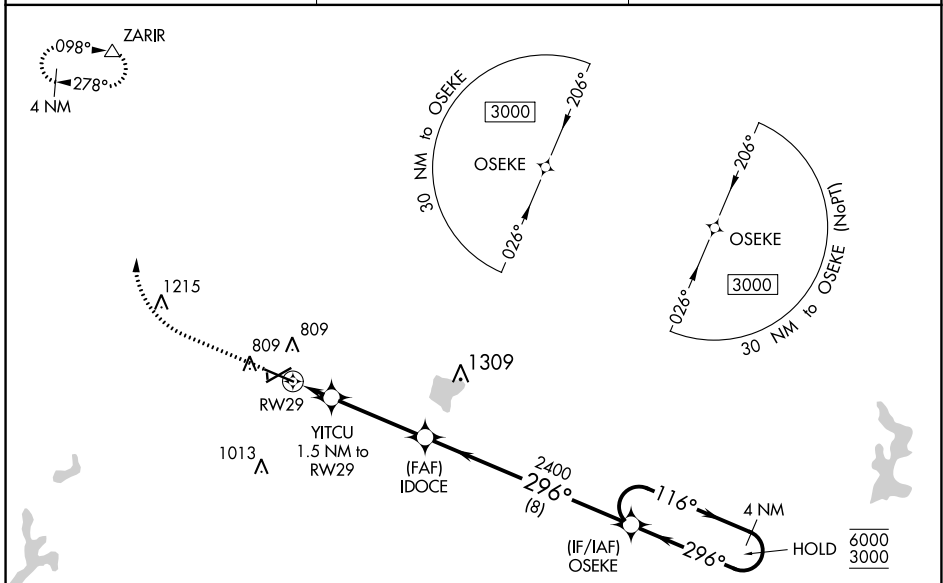 ZARIR
098°
278°
4 NM
30 NM to OSEKE
3000
206°
OSEKE
026°
206°
OSEKE
026°
3000
30 NM to OSEKE (NoPT)
1215
809
809
RW29
1309
YITCU
1.5 NM to
RW29
1013
(FAF)
IDOCE
2400
296°
(8)
116°
4 NM
296°
HOLD
6000
3000
(IF/IAF)
OSEKE